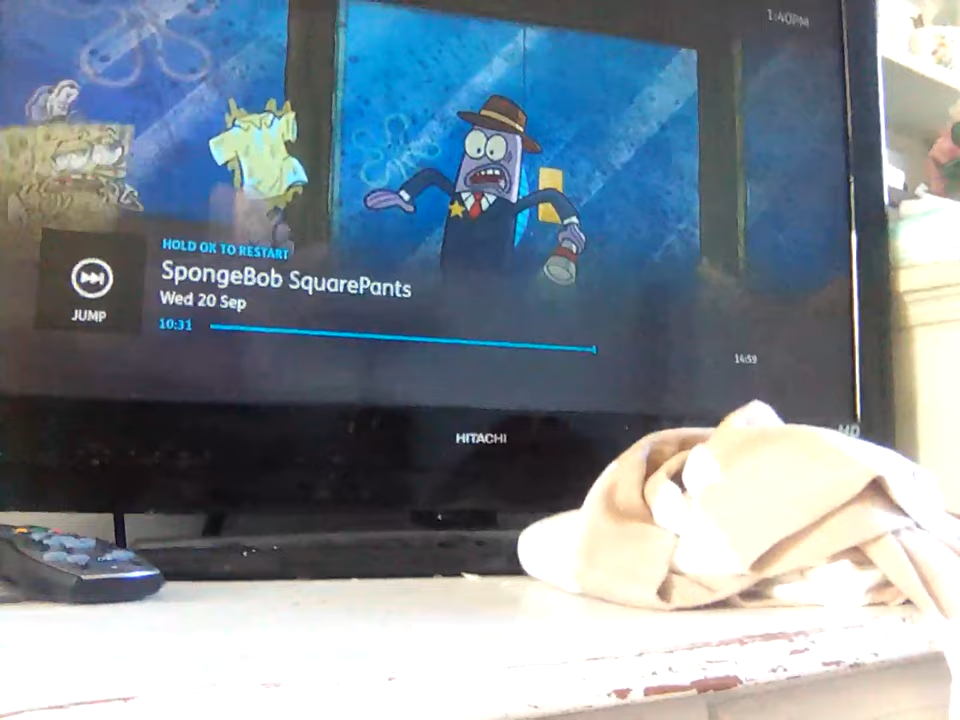 1:40PM
HOLD OK TO RESTART
SpongeBob SquarePants
Wed 20 Sep
JUMP
10:31
14:59
HITACHI